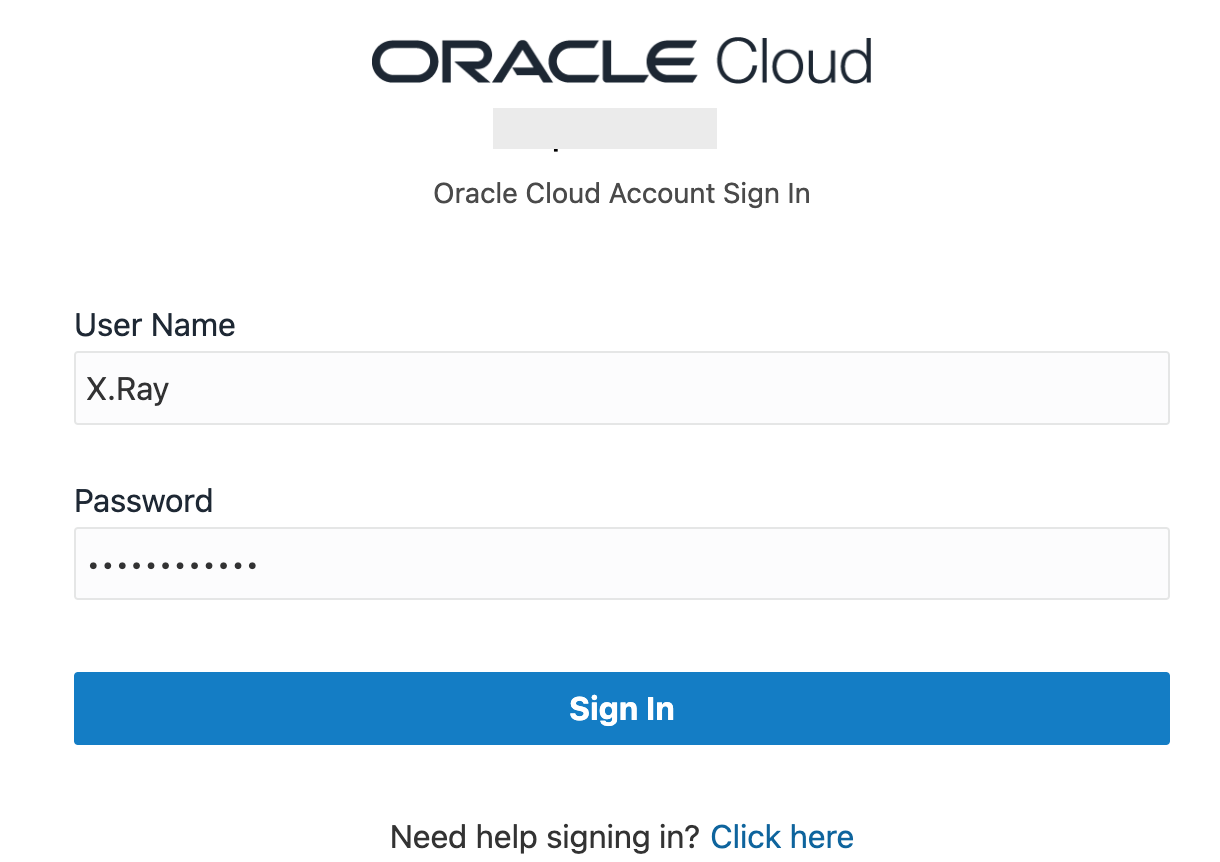 ORACLE Cloud
Oracle Cloud Account Sign In
User Name
X.Ray
Password
••••••••••••
Sign In
Need help signing in? Click here